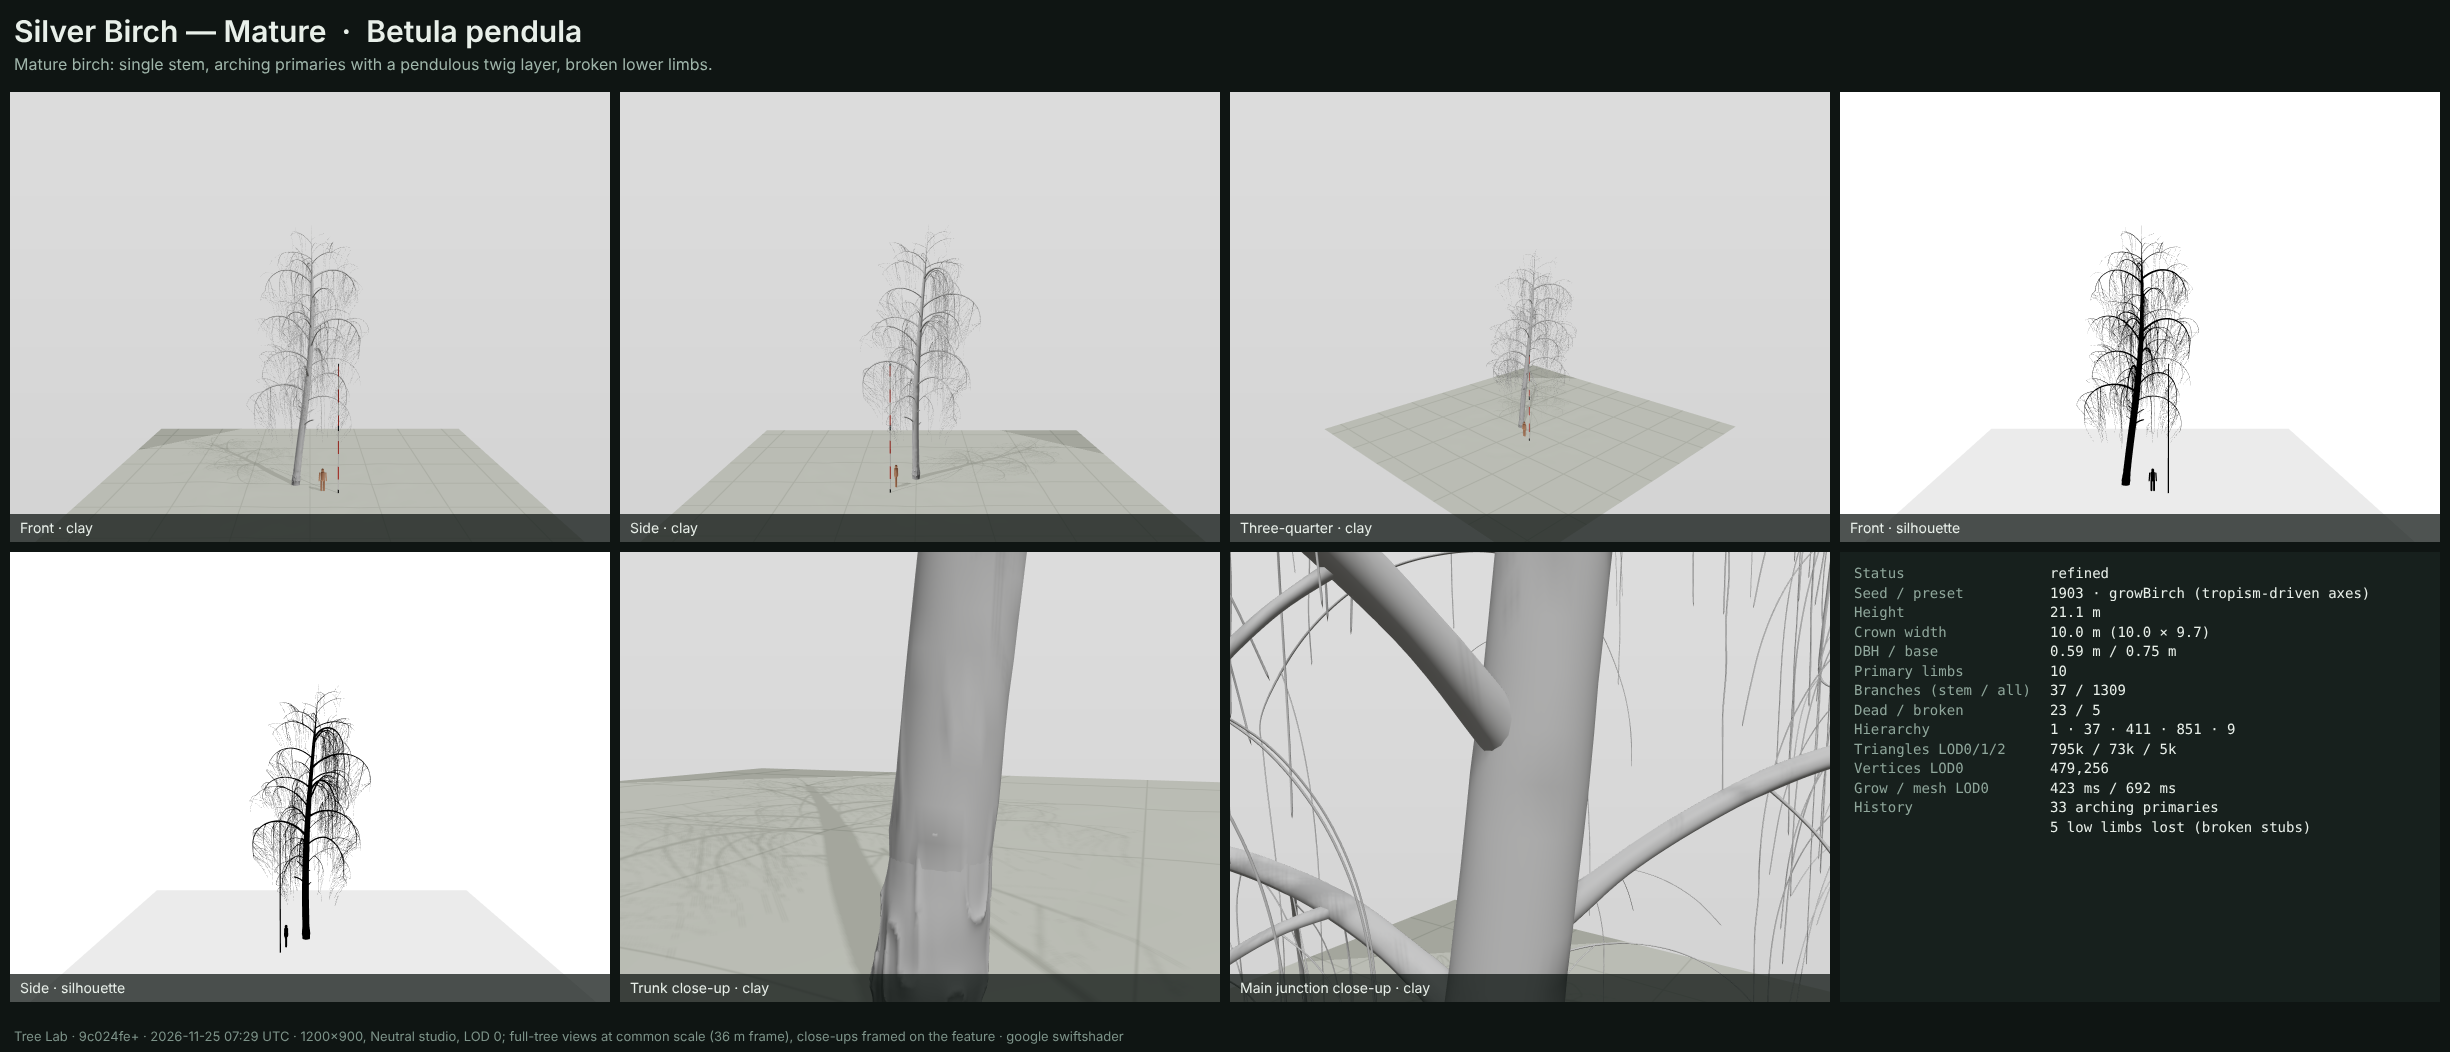 Silver Birch — Mature · Betula pendula
Mature birch: single stem, arching primaries with a pendulous twig layer, broken lower limbs.
Front · clay
Side · clay
Three-quarter · clay
Front · silhouette
Side · silhouette
Trunk close-up · clay
Main junction close-up · clay
Status refined
Seed / preset 1903 · growBirch (tropism-driven axes)
Height 21.1 m
Crown width 10.0 m (10.0 × 9.7)
DBH / base 0.59 m / 0.75 m
Primary limbs 10
Branches (stem / all) 37 / 1309
Dead / broken 23 / 5
Hierarchy 1 · 37 · 411 · 851 · 9
Triangles LOD0/1/2 795k / 73k / 5k
Vertices LOD0 479,256
Grow / mesh LOD0 423 ms / 692 ms
History 33 arching primaries
5 low limbs lost (broken stubs)
Tree Lab · 9c024fe+ · 2026-11-25 07:29 UTC · 1200×900, Neutral studio, LOD 0; full-tree views at common scale (36 m frame), close-ups framed on the feature · google swiftshader